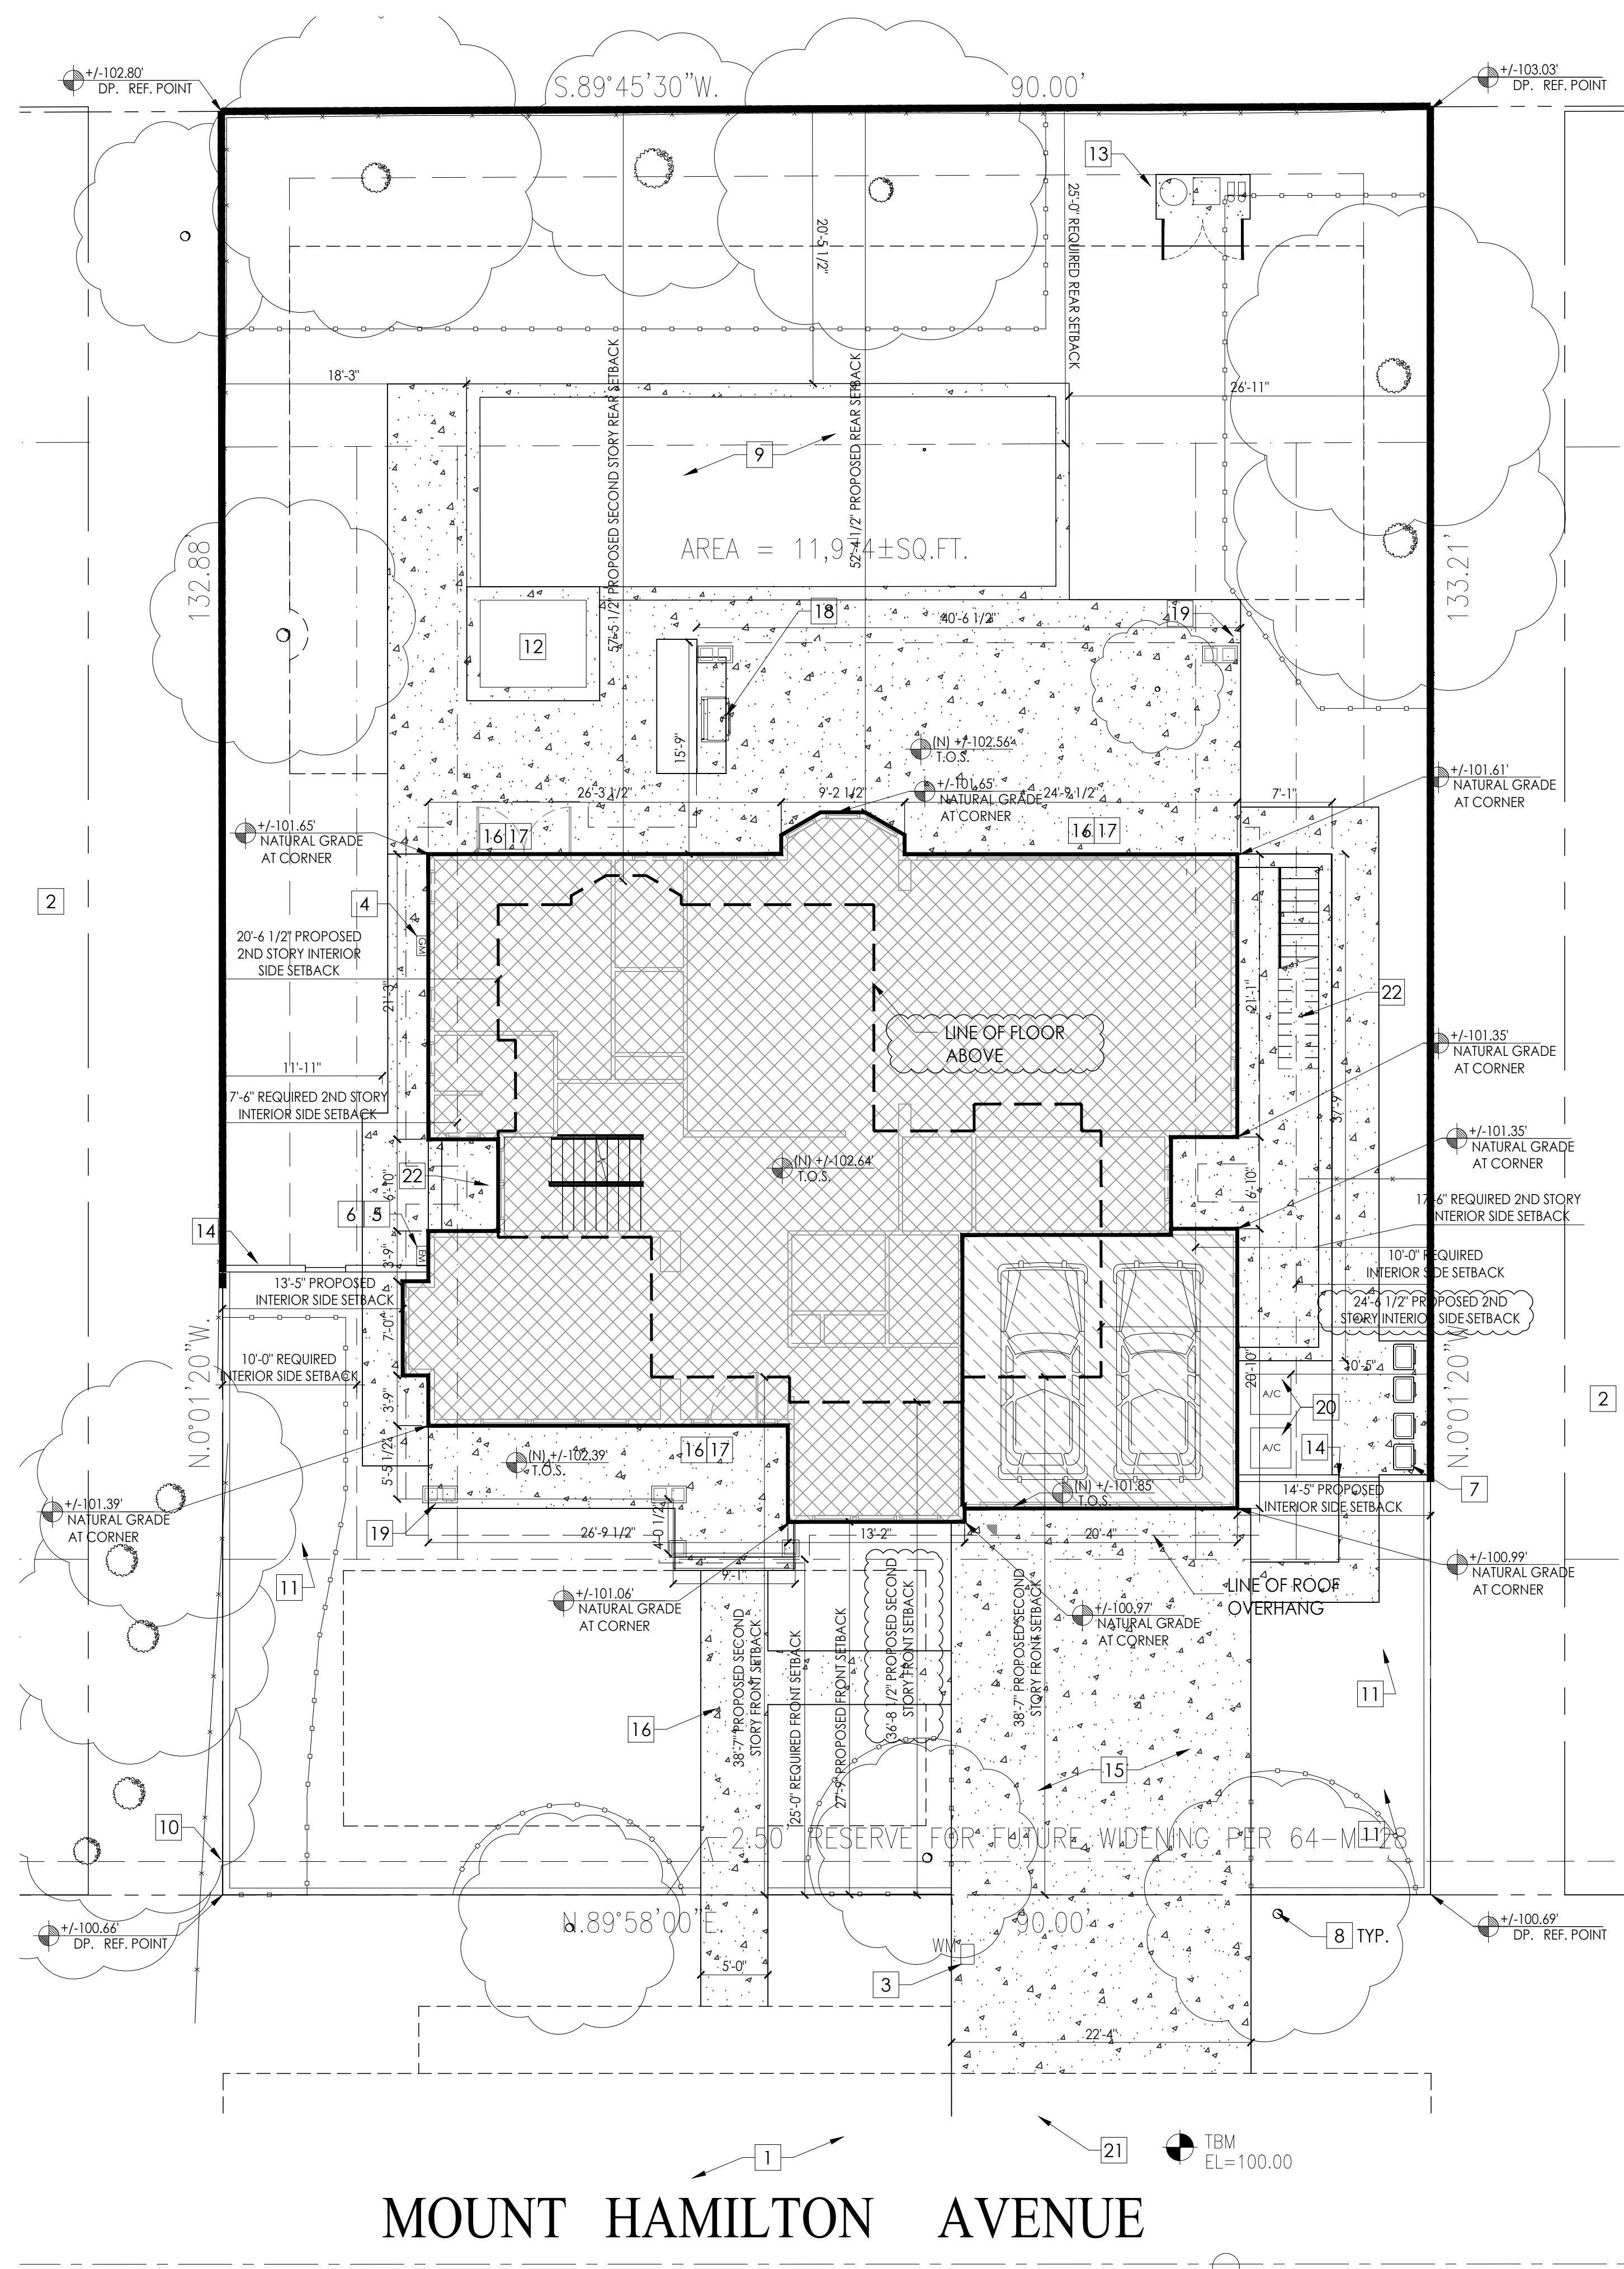 +/-102.80'
DP. REF. POINT
S.89°45'30"W.
90.00'
+/-103.03'
DP. REF. POINT
13
20'-5 1/2"
25'-0" REQUIRED REAR SETBACK
57'-5 1/2" PROPOSED SECOND STORY REAR SETBACK
52'-4 1/2" PROPOSED REAR SETBACK
18'-3"
26'-11"
9
132.88'
133.21'
12
18
40'-6 1/2"
19
15'-9"
(N) +/-102.56'
T.O.S.
+/-101.65'
NATURAL GRADE
AT CORNER
+/-101.61'
NATURAL GRADE
AT CORNER
26'-3 1/2"
9'-2 1/2"
24'-9 1/2"
7'-1"
+/-101.65'
NATURAL GRADE
AT CORNER
16 17
16 17
2
4
GM
20'-6 1/2" PROPOSED
2ND STORY INTERIOR
SIDE SETBACK
21'-3"
21'-1"
22
LINE OF FLOOR
ABOVE
+/-101.35'
NATURAL GRADE
AT CORNER
11'-11"
37'-9"
+/-101.35'
NATURAL GRADE
AT CORNER
(N) +/-102.64'
T.O.S.
22
6'-10"
6'-10"
17'-6" REQUIRED 2ND STORY
INTERIOR SIDE SETBACK
6 5
14
EM
3'-9"
10'-0" REQUIRED
INTERIOR SIDE SETBACK
13'-5" PROPOSED
INTERIOR SIDE SETBACK
24'-6 1/2" PROPOSED 2ND
STORY INTERIOR SIDE SETBACK
7'-0"
N.0°01'20"W.
10'-0" REQUIRED
INTERIOR SIDE SETBACK
20'-10"
10'-5"
N.0°01'20"W
A/C
20
2
3'-9"
A/C
14
5'-5 1/2"
(N) +/-102.39'
T.O.S.
16 17
(N) +/-101.85'
T.O.S.
14'-5" PROPOSED
INTERIOR SIDE SETBACK
7
+/-101.39'
NATURAL GRADE
AT CORNER
19
26'-9 1/2"
4'-0 1/2"
13'-2"
20'-4"
9'-1"
11
+/-101.06'
NATURAL GRADE
AT CORNER
+/-100.97'
NATURAL GRADE
AT CORNER
LINE OF ROOF
OVERHANG
+/-100.99'
NATURAL GRADE
AT CORNER
38'-7" PROPOSED SECOND
STORY FRONT SETBACK
25'-0" REQUIRED FRONT SETBACK
27'-9" PROPOSED FRONT SETBACK
36'-8 1/2" PROPOSED SECOND
STORY FRONT SETBACK
38'-7" PROPOSED SECOND
STORY FRONT SETBACK
11
16
15
10
2.50' RESERVE FOR FUTURE WIDENING PER
11
+/-100.66'
DP. REF. POINT
N.89°58'00"E.
90.00'
+/-100.69'
DP. REF. POINT
8 TYP.
WM
3
5'-0"
22'-4"
1
21
TBM
EL=100.00
MOUNT HAMILTON AVENUE